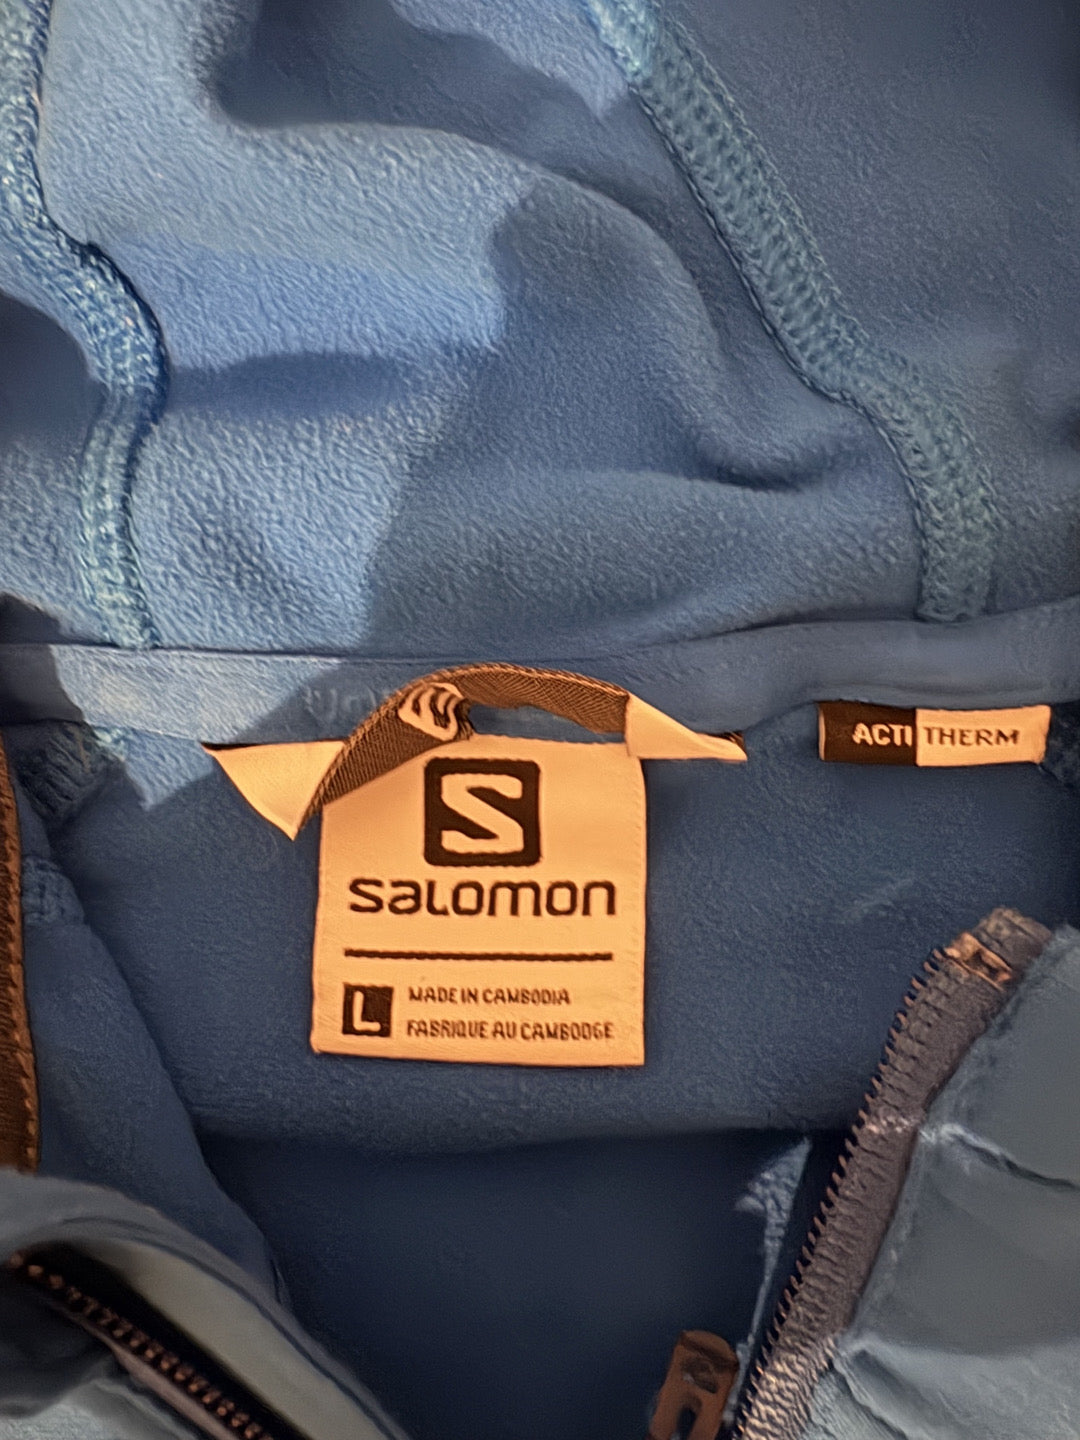 ACTI THERM
S
salomon
L
MADE IN CAMBODIA
FABRIQUE AU CAMBODGE